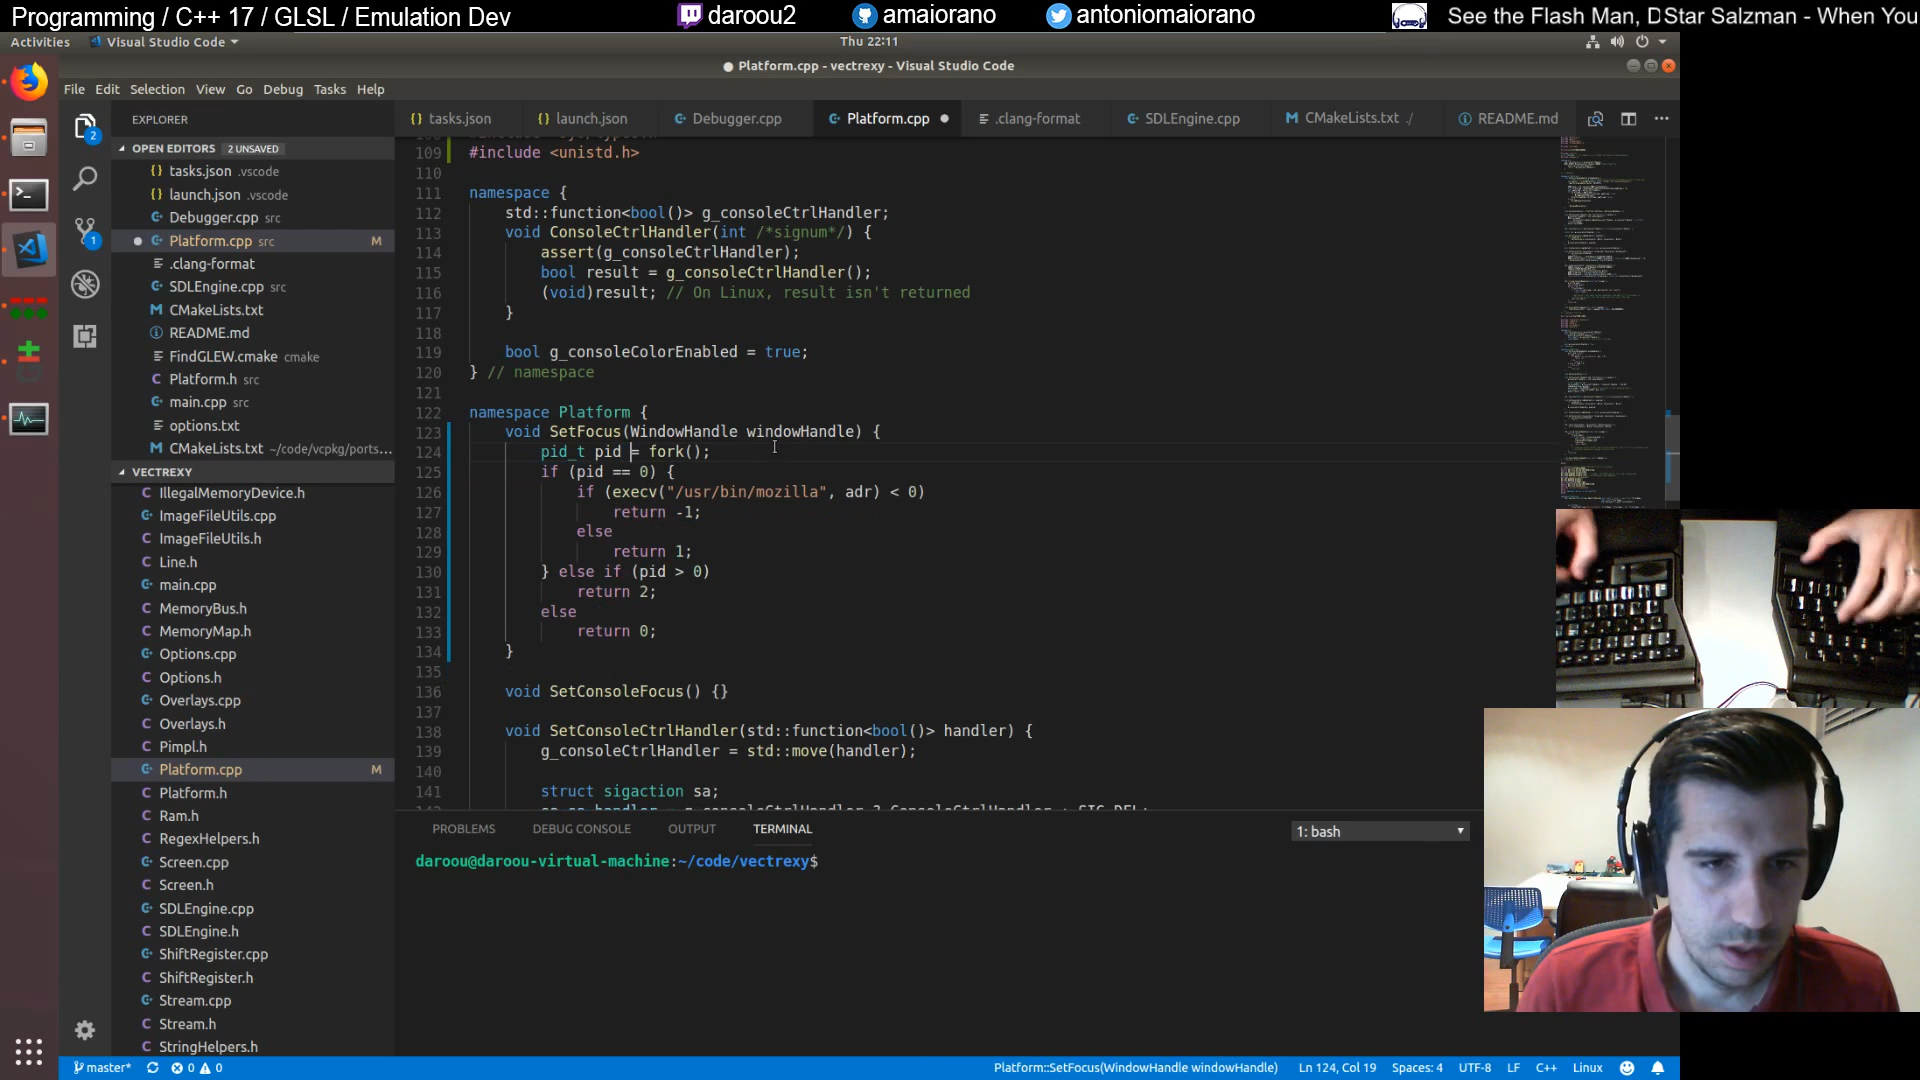 Programming / C++ 17 / GLSL / Emulation Dev
daroou2
amaiorano
antoniomaiorano
See the Flash Man, D
Star Salzman - When You
Activities
Visual Studio Code
Thu 22:11
● Platform.cpp - vectrexy - Visual Studio Code
File Edit Selection View Go Debug Tasks Help
EXPLORER
OPEN EDITORS 2 UNSAVED
tasks.json .vscode
launch.json .vscode
Debugger.cpp src
Platform.cpp src M
.clang-format
SDLEngine.cpp src
CMakeLists.txt
README.md
FindGLEW.cmake cmake
Platform.h src
main.cpp src
options.txt
CMakeLists.txt ~/code/vcpkg/ports...
VECTREXY
IllegalMemoryDevice.h
ImageFileUtils.cpp
ImageFileUtils.h
Line.h
main.cpp
MemoryBus.h
MemoryMap.h
Options.cpp
Options.h
Overlays.cpp
Overlays.h
Pimpl.h
Platform.cpp M
Platform.h
Ram.h
RegexHelpers.h
Screen.cpp
Screen.h
SDLEngine.cpp
SDLEngine.h
ShiftRegister.cpp
ShiftRegister.h
Stream.cpp
Stream.h
StringHelpers.h
2
1
tasks.json
launch.json
Debugger.cpp
Platform.cpp
.clang-format
SDLEngine.cpp
CMakeLists.txt ./
README.md
109 #include <unistd.h>
110
111 namespace {
112 std::function<bool()> g_consoleCtrlHandler;
113 void ConsoleCtrlHandler(int /*signum*/) {
114 assert(g_consoleCtrlHandler);
115 bool result = g_consoleCtrlHandler();
116 (void)result; // On Linux, result isn't returned
117 }
118
119 bool g_consoleColorEnabled = true;
120 } // namespace
121
122 namespace Platform {
123 void SetFocus(WindowHandle windowHandle) {
124 pid_t pid = fork();
125 if (pid == 0) {
126 if (execv("/usr/bin/mozilla", adr) < 0)
127 return -1;
128 else
129 return 1;
130 } else if (pid > 0)
131 return 2;
132 else
133 return 0;
134 }
135
136 void SetConsoleFocus() {}
137
138 void SetConsoleCtrlHandler(std::function<bool()> handler) {
139 g_consoleCtrlHandler = std::move(handler);
140
141 struct sigaction sa;
PROBLEMS DEBUG CONSOLE OUTPUT TERMINAL
1: bash
daroou@daroou-virtual-machine:~/code/vectrexy$
master*
0
0
Platform::SetFocus(WindowHandle windowHandle)
Ln 124, Col 19
Spaces: 4
UTF-8
LF
C++
Linux